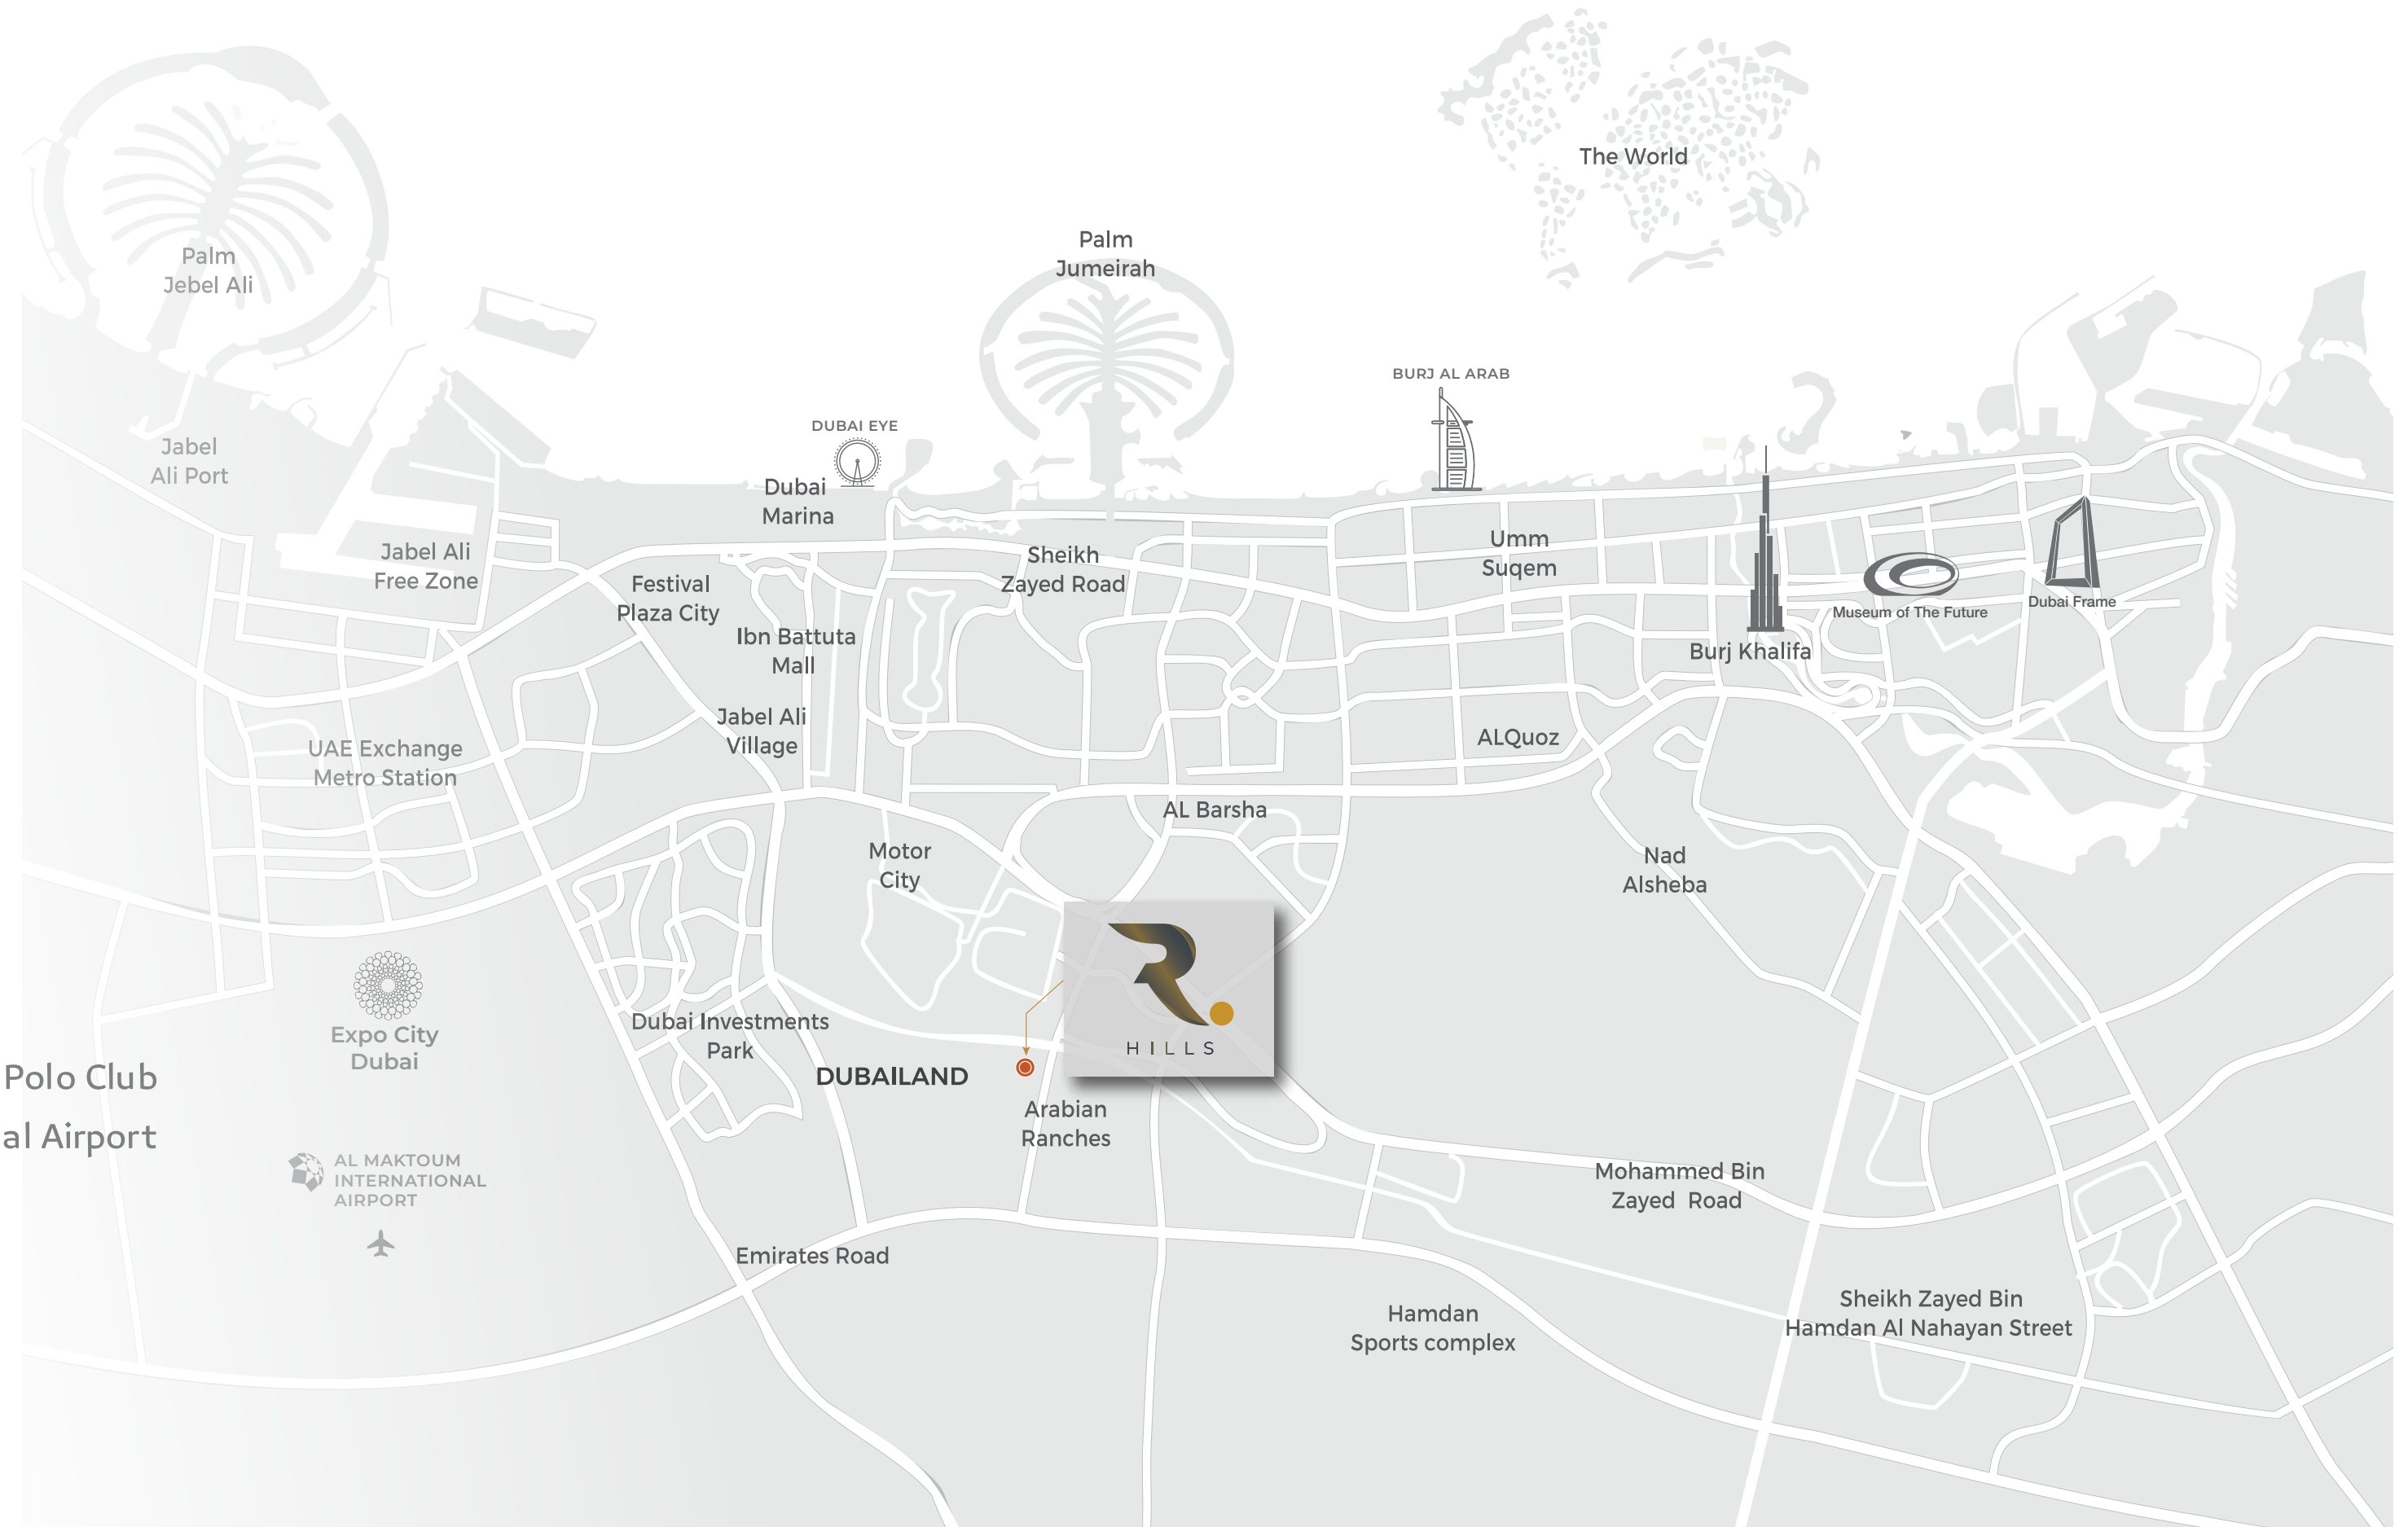 The World
Palm
Jumeirah
Palm
Jebel Ali
BURJ AL ARAB
DUBAI EYE
Jabel
Ali Port
Dubai
Marina
Jabel Ali
Free Zone
Sheikh
Zayed Road
Umm
Suqem
Festival
Plaza City
Museum of The Future
Dubai Frame
Ibn Battuta
Mall
Burj Khalifa
Jabel Ali
Village
UAE Exchange
Metro Station
ALQuoz
AL Barsha
Motor
City
Nad
Alsheba
R.
HILLS
Expo City
Dubai
Dubai Investments
Park
DUBAILAND
Polo Club
al Airport
Arabian
Ranches
AL MAKTOUM
INTERNATIONAL
AIRPORT
Mohammed Bin
Zayed Road
Emirates Road
Sheikh Zayed Bin
Hamdan Al Nahayan Street
Hamdan
Sports complex